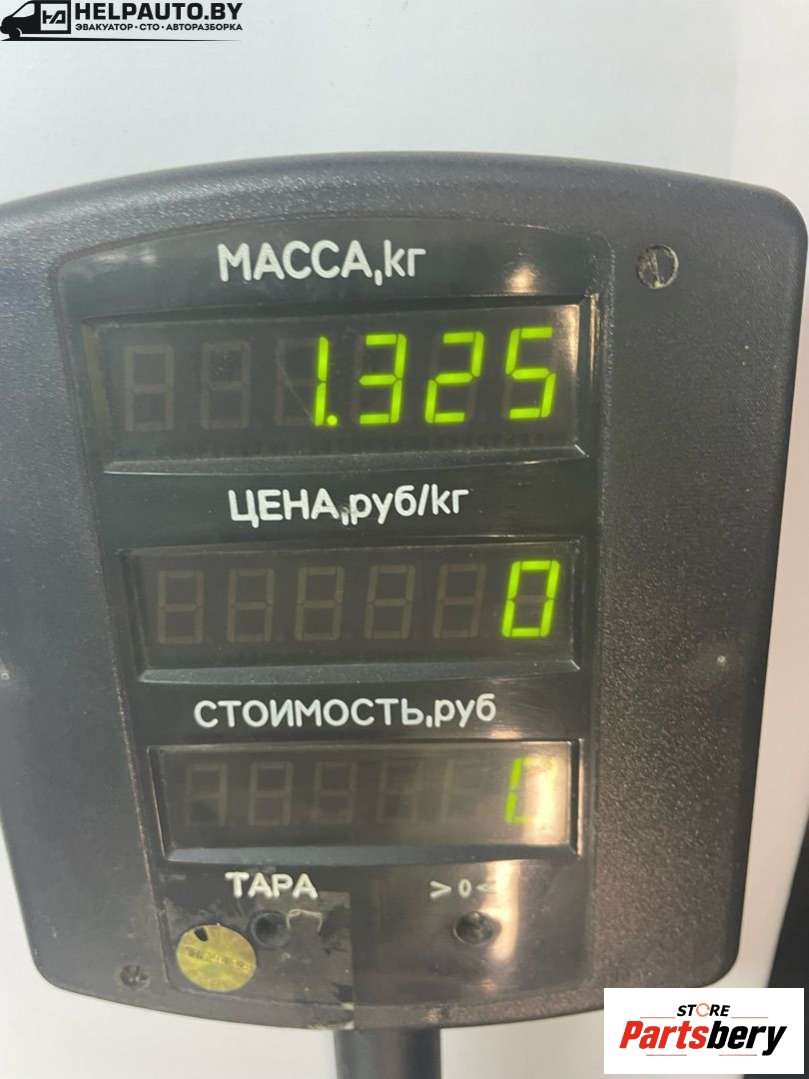 HELPAUTO.BY
ЭВАКУАТОР•СТО•АВТОРАЗБОРКА
МАССА,кг
1.325
ЦЕНА,руб/кг
0
СТОИМОСТЬ,руб
ТАРА
>0<
STORE
Partsbery